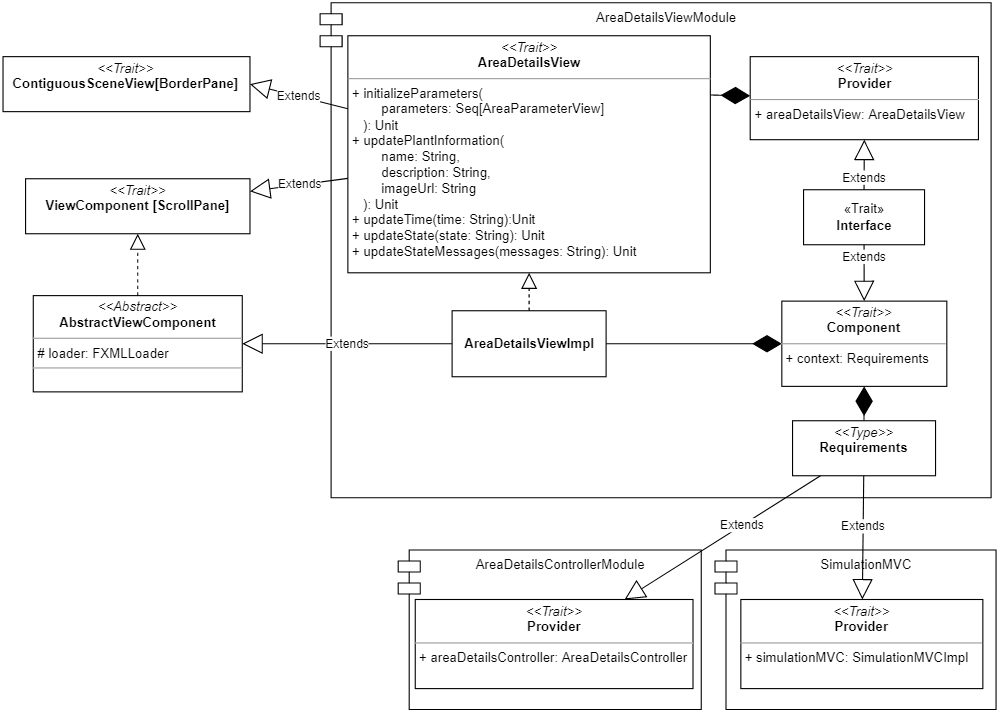 AreaDetailsViewModule
<<Trait>>
AreaDetailsView
+ initializeParameters(
parameters: Seq[AreaParameterView]
): Unit
+ updatePlantInformation(
name: String,
description: String,
imageUrl: String
): Unit
+ updateTime(time: String):Unit
+ updateState(state: String): Unit
+ updateStateMessages(messages: String): Unit
<<Trait>>
ContiguousSceneView[BorderPane]
Extends
<<Trait>>
Provider
+ areaDetailsView: AreaDetailsView
Extends
<<Trait>>
ViewComponent [ScrollPane]
Extends
«Trait»
Interface
Extends
<<Abstract>>
AbstractViewComponent
# loader: FXMLLoader
Extends
AreaDetailsViewImpl
<<Trait>>
Component
+ context: Requirements
<<Type>>
Requirements
Extends
Extends
AreaDetailsControllerModule
<<Trait>>
Provider
+ areaDetailsController: AreaDetailsController
SimulationMVC
<<Trait>>
Provider
+ simulationMVC: SimulationMVCImpl